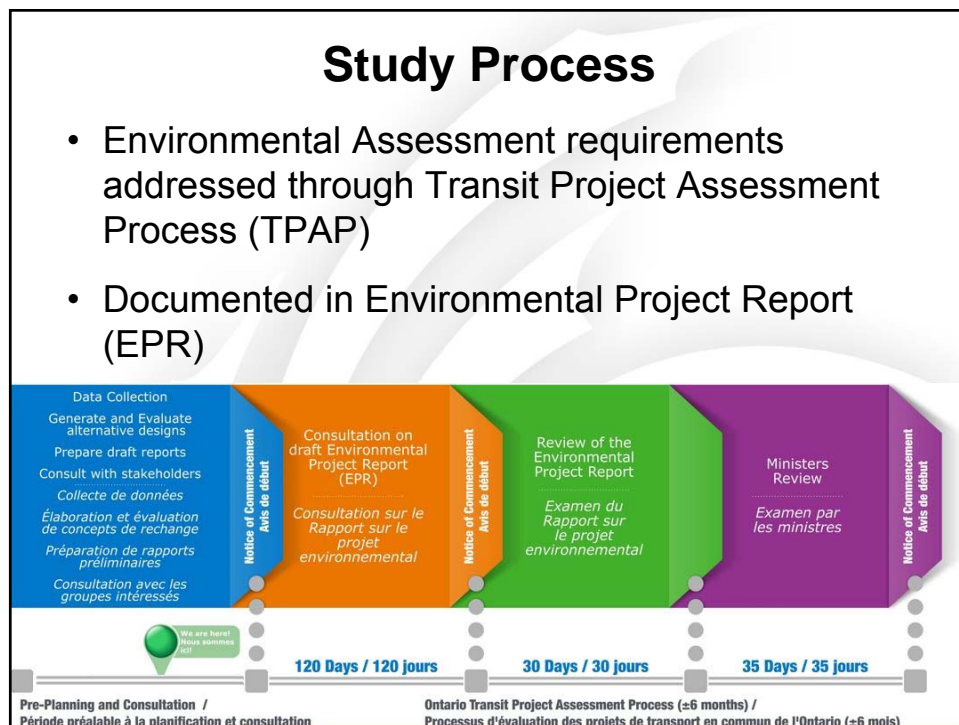 Study Process
• Environmental Assessment requirements
addressed through Transit Project Assessment
Process (TPAP)
• Documented in Environmental Project Report
(EPR)
Data Collection
Generate and Evaluate
alternative designs
Prepare draft reports
Consult with stakeholders
Collecte de données
Élaboration et évaluation
de concepts de rechange
Préparation de rapports
préliminaires
Consultation avec les
groupes intéressés
Notice of Commencement
Avis de début
Consultation on
draft Environmental
Project Report
(EPR)
Consultation sur le
Rapport sur le
projet
environnemental
Notice of Commencement
Avis de début
Review of the
Environmental
Project Report
Examen du
Rapport sur
le projet
environnemental
Ministers
Review
Examen par
les ministres
Notice of Commencement
Avis de début
We are here!
Nous sommes
ici!
120 Days / 120 jours
30 Days / 30 jours
35 Days / 35 jours
Pre-Planning and Consultation /
Période préalable à la planification et consultation
Ontario Transit Project Assessment Process (±6 months) /
Processus d'évaluation des projets de transport en commun de l'Ontario (±6 mois)